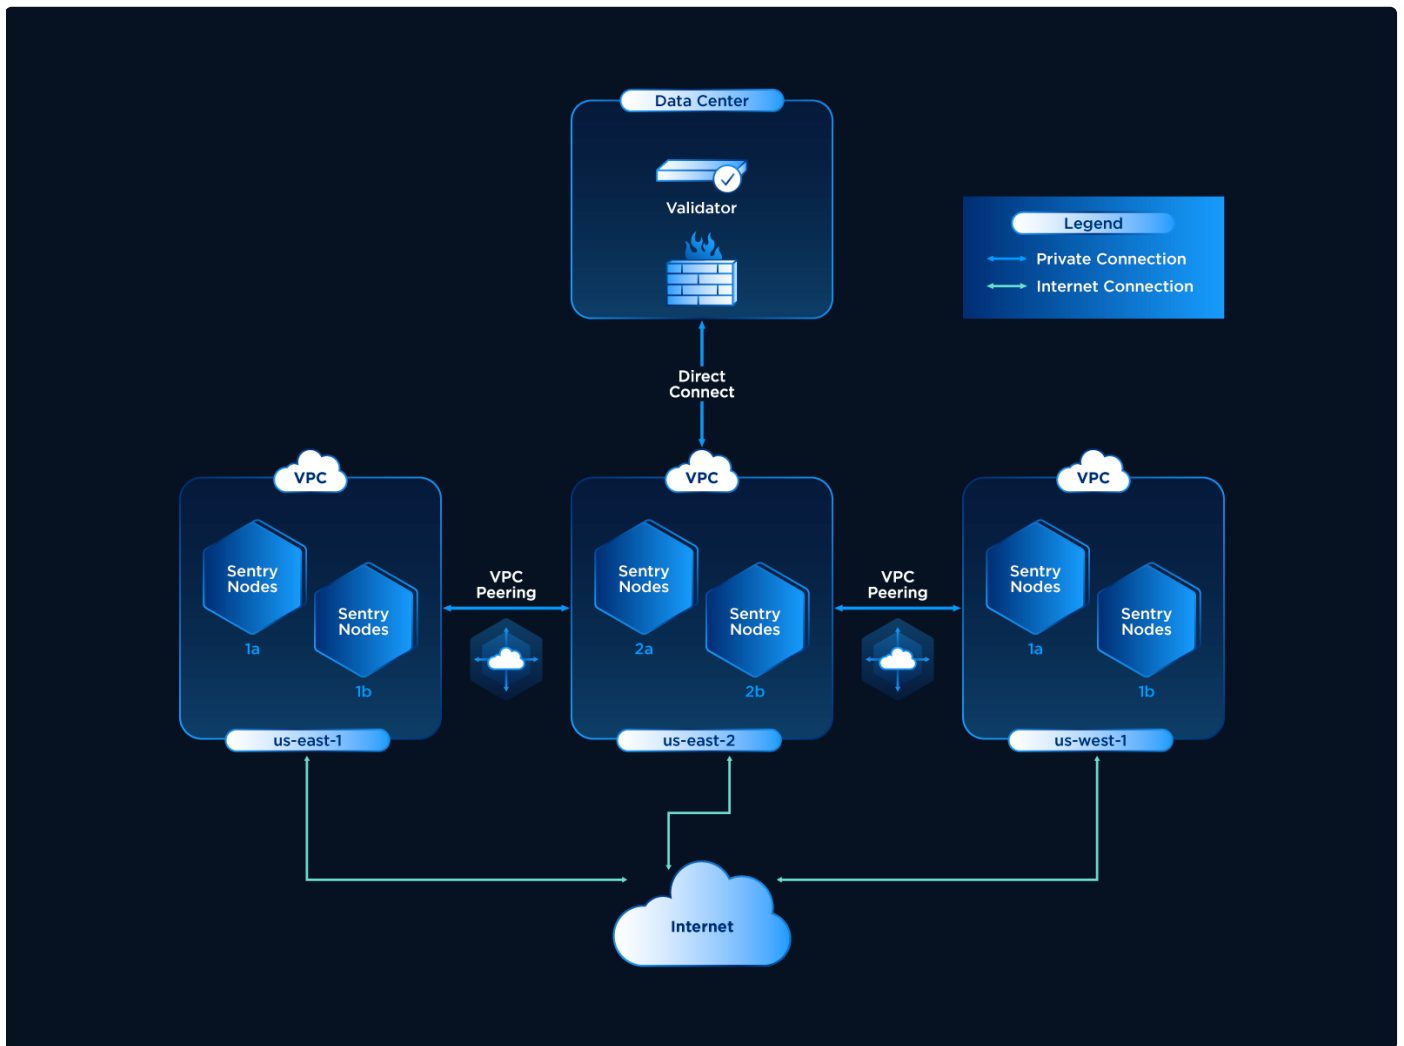 Data Center
Validator
Legend
Private Connection
Internet Connection
Direct
Connect
VPC
VPC
VPC
Sentry
Nodes
1a
Sentry
Nodes
1b
VPC
Peering
Sentry
Nodes
2a
Sentry
Nodes
2b
VPC
Peering
Sentry
Nodes
1a
Sentry
Nodes
1b
us-east-1
us-east-2
us-west-1
Internet